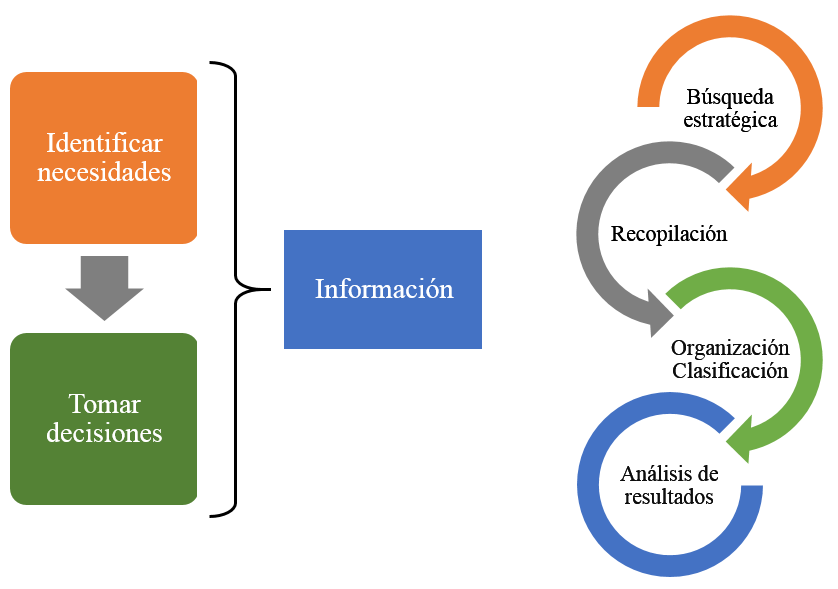 Identificar
necesidades
Tomar
decisiones
Información
Búsqueda
estratégica
Recopilación
Organización
Clasificación
Análisis de
resultados